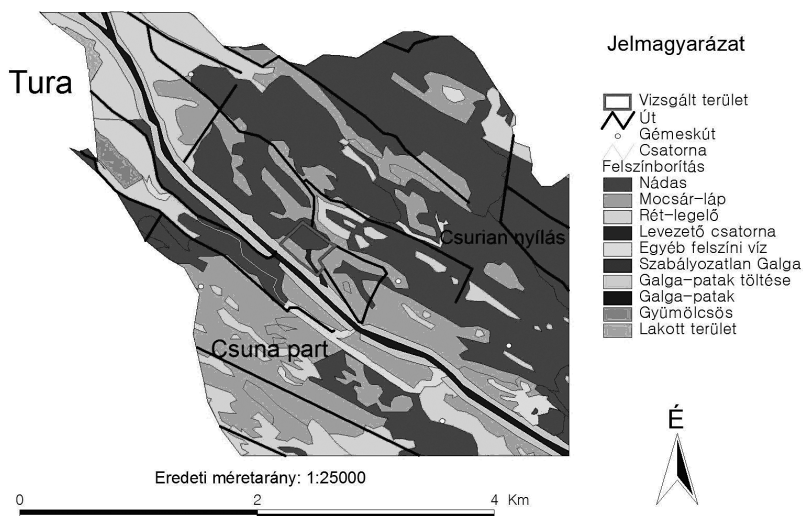 Jelmagyarázat
Tura
Vizsgált terület
Út
Gémeskút
Csatorna
Felszínborítás
Nádas
Mocsár-láp
Rét-legelő
Levezető csatorna
Egyéb felszíni víz
Szabályozatlan Galga
Galga-patak töltése
Galga-patak
Gyümölcsös
Lakott terület
Csurian nyílás
Csuna part
É
Eredeti méretarány: 1:25000
0 2 4 Km